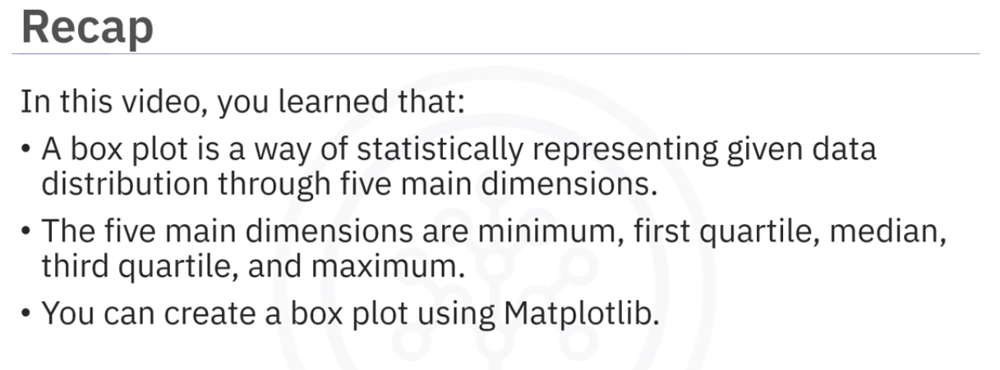 Recap
In this video, you learned that:
• A box plot is a way of statistically representing given data
distribution through five main dimensions.
• The five main dimensions are minimum, first quartile, median,
third quartile, and maximum.
• You can create a box plot using Matplotlib.